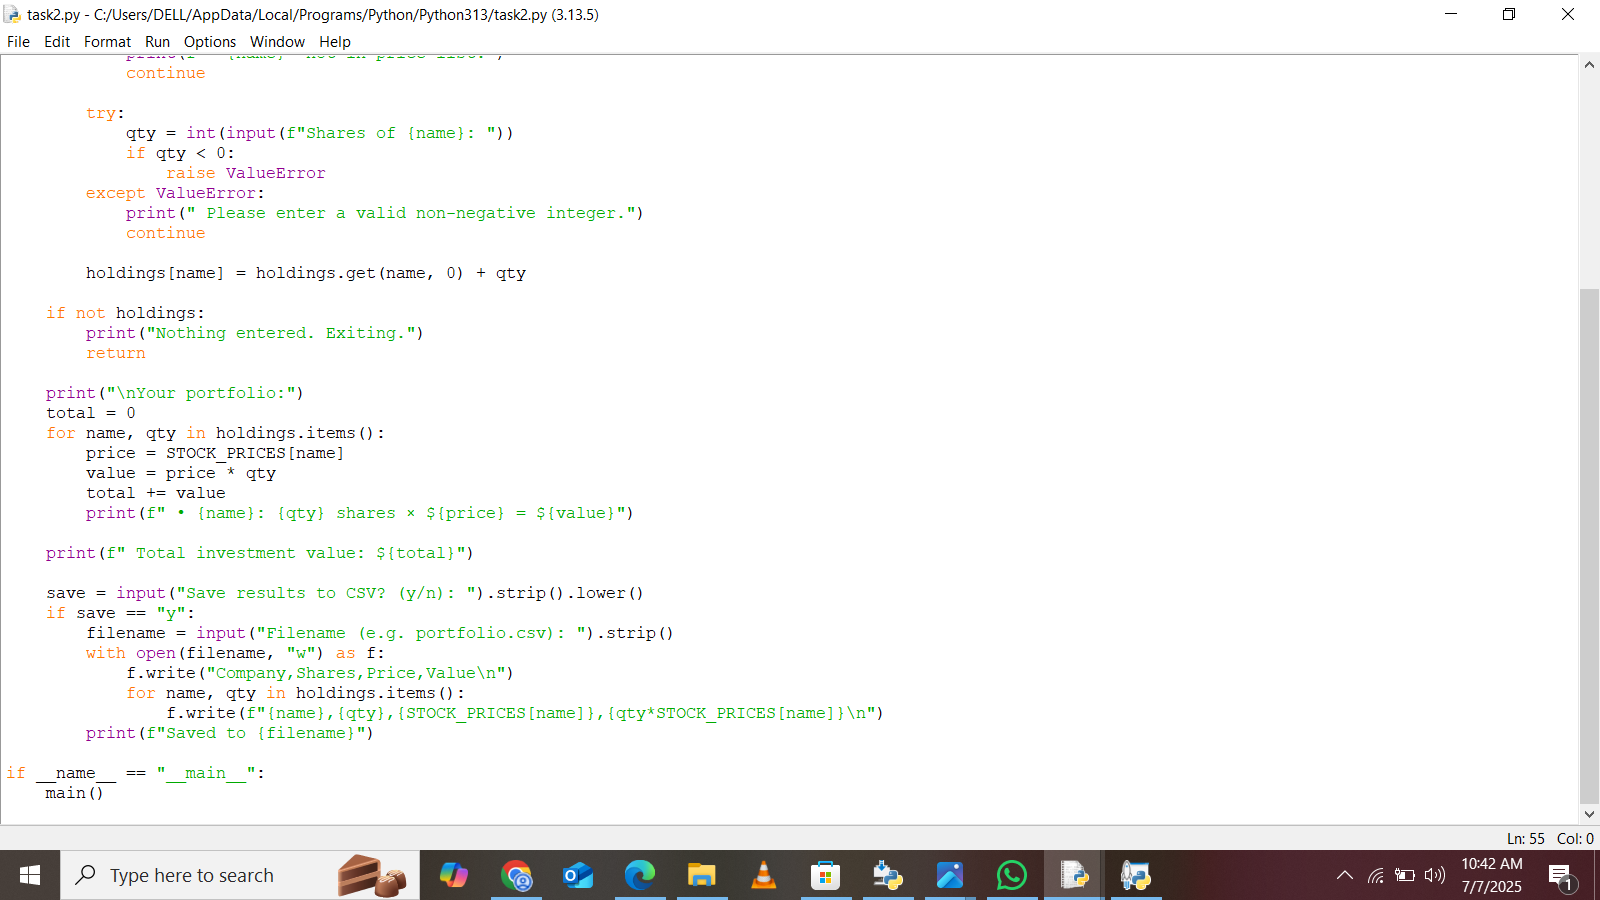 task2.py - C:/Users/DELL/AppData/Local/Programs/Python/Python313/task2.py (3.13.5)
File Edit Format Run Options Window Help
continue
try:
qty = int(input(f"Shares of {name}: "))
if qty < 0:
raise ValueError
except ValueError:
print(" Please enter a valid non-negative integer.")
continue
holdings[name] = holdings.get(name, 0) + qty
if not holdings:
print("Nothing entered. Exiting.")
return
print("\nYour portfolio:")
total = 0
for name, qty in holdings.items():
price = STOCK_PRICES[name]
value = price * qty
total += value
print(f" • {name}: {qty} shares × ${price} = ${value}")
print(f" Total investment value: ${total}")
save = input("Save results to CSV? (y/n): ").strip().lower()
if save == "y":
filename = input("Filename (e.g. portfolio.csv): ").strip()
with open(filename, "w") as f:
f.write("Company,Shares,Price,Value\n")
for name, qty in holdings.items():
f.write(f"{name},{qty},{STOCK_PRICES[name]},{qty*STOCK_PRICES[name]}\n")
print(f"Saved to {filename}")
if __name__ == "__main__":
main()
Ln: 55 Col: 0
Type here to search
10:42 AM
7/7/2025
1